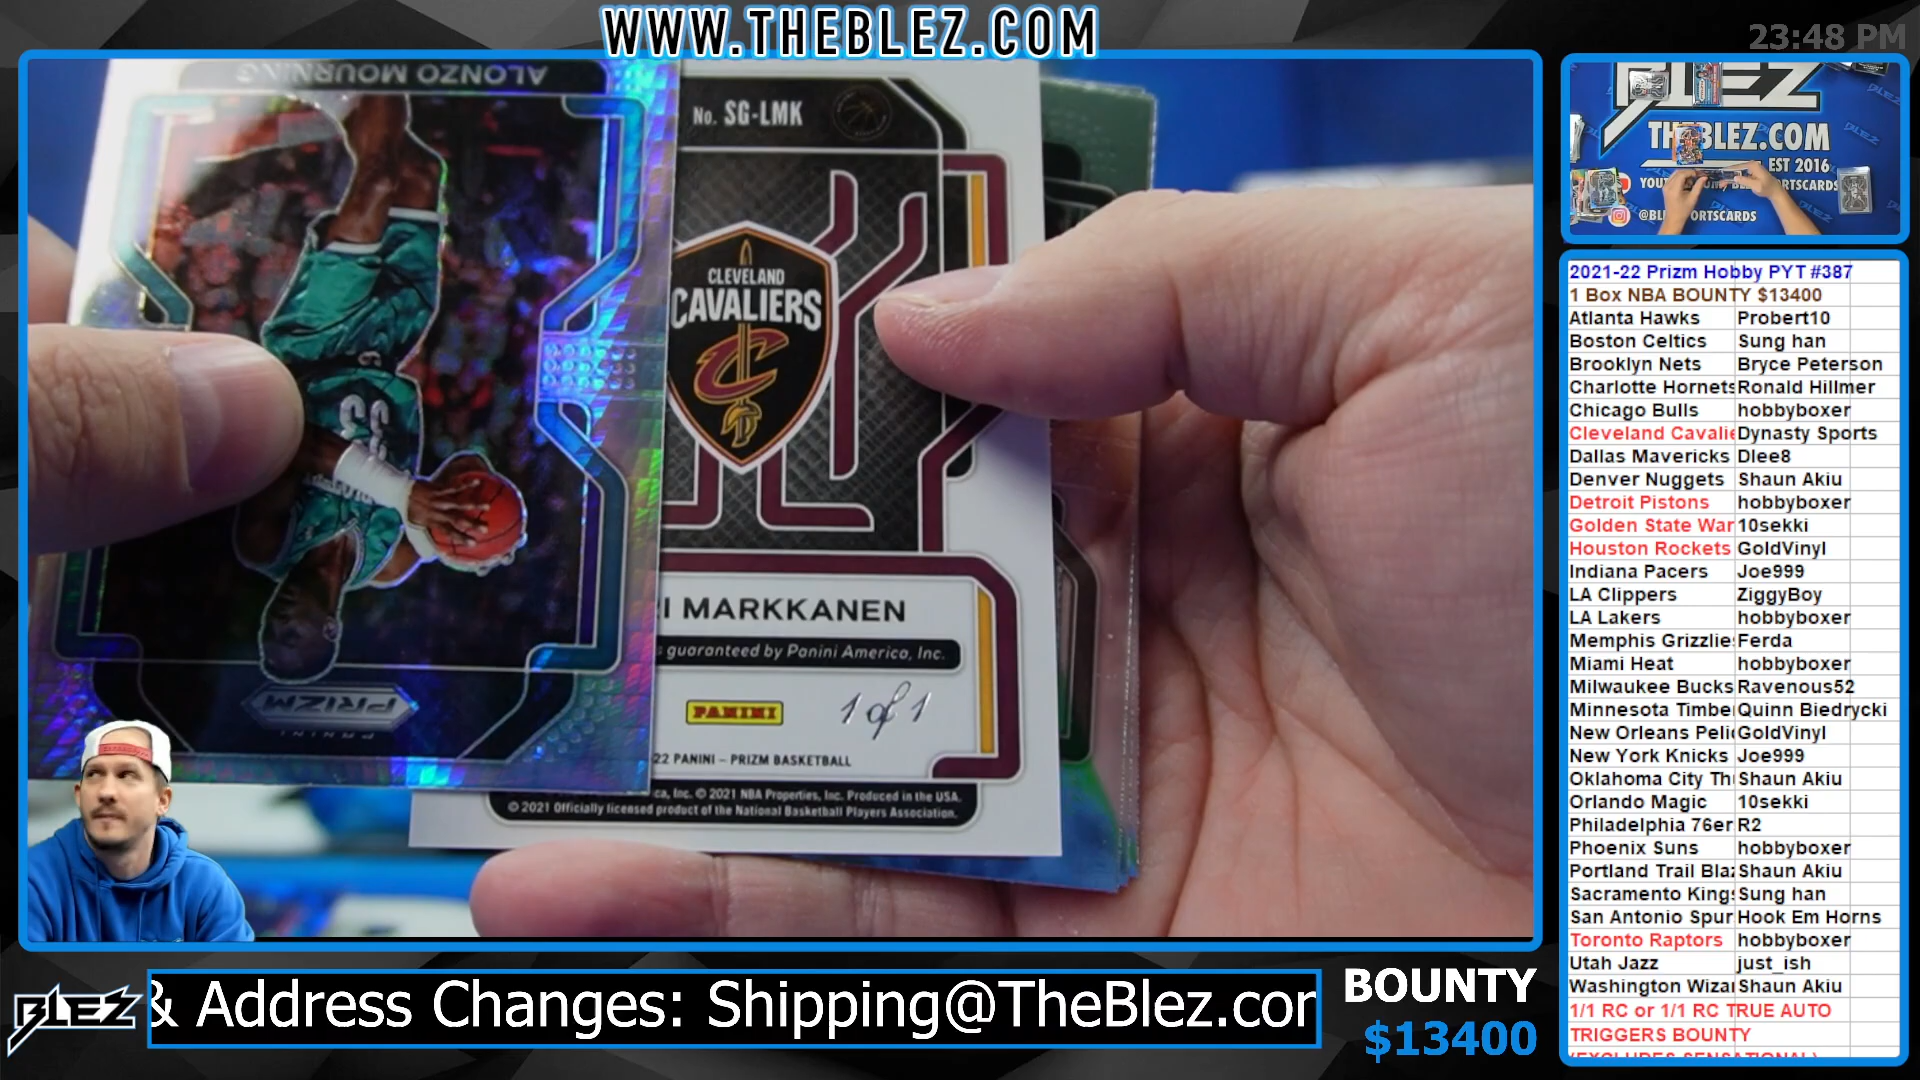 WWW.THEBLEZ.COM
23:48 PM
ALONZO MOURNING
33
PRIZM
PANINI
No. SG-LMK
CLEVELAND
CAVALIERS
C
I MARKKANEN
guaranteed by Panini America, Inc.
PANINI
1 of 1
22 PANINI – PRIZM BASKETBALL
ca, Inc. © 2021 NBA Properties, Inc. Produced in the USA.
© 2021 Officially licensed product of the National Basketball Players Association.
BLEZ
THEBLEZ.COM
EST 2016
2021-22 Prizm Hobby PYT #387
1 Box NBA BOUNTY $13400
Atlanta Hawks Probert10
Boston Celtics Sung han
Brooklyn Nets Bryce Peterson
Charlotte Hornets Ronald Hillmer
Chicago Bulls hobbyboxer
Cleveland Cavalie Dynasty Sports
Dallas Mavericks Dlee8
Denver Nuggets Shaun Akiu
Detroit Pistons hobbyboxer
Golden State War 10sekki
Houston Rockets GoldVinyl
Indiana Pacers Joe999
LA Clippers ZiggyBoy
LA Lakers hobbyboxer
Memphis Grizzlie Ferda
Miami Heat hobbyboxer
Milwaukee Bucks Ravenous52
Minnesota Timbe Quinn Biedrycki
New Orleans Peli GoldVinyl
New York Knicks Joe999
Oklahoma City Th Shaun Akiu
Orlando Magic 10sekki
Philadelphia 76er R2
Phoenix Suns hobbyboxer
Portland Trail Bla Shaun Akiu
Sacramento King Sung han
San Antonio Spur Hook Em Horns
Toronto Raptors hobbyboxer
Utah Jazz just_ish
Washington Wiza Shaun Akiu
1/1 RC or 1/1 RC TRUE AUTO
TRIGGERS BOUNTY
(EXCLUDES SENSATIONAL)
BLEZ
& Address Changes: Shipping@TheBlez.com
BOUNTY
$13400